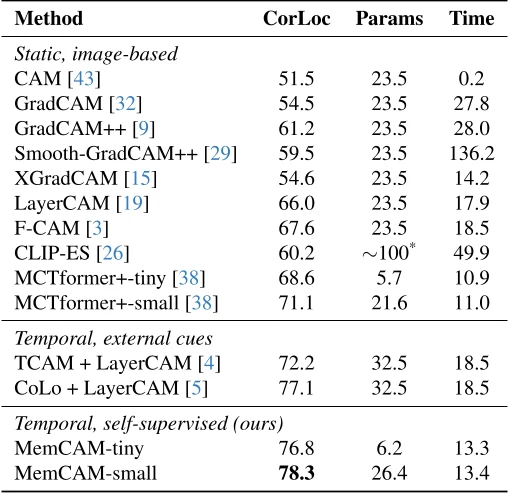 Method CorLoc Params Time
Static, image-based
CAM [43] 51.5 23.5 0.2
GradCAM [32] 54.5 23.5 27.8
GradCAM++ [9] 61.2 23.5 28.0
Smooth-GradCAM++ [29] 59.5 23.5 136.2
XGradCAM [15] 54.6 23.5 14.2
LayerCAM [19] 66.0 23.5 17.9
F-CAM [3] 67.6 23.5 18.5
CLIP-ES [26] 60.2 ~100* 49.9
MCTformer+-tiny [38] 68.6 5.7 10.9
MCTformer+-small [38] 71.1 21.6 11.0
Temporal, external cues
TCAM + LayerCAM [4] 72.2 32.5 18.5
CoLo + LayerCAM [5] 77.1 32.5 18.5
Temporal, self-supervised (ours)
MemCAM-tiny 76.8 6.2 13.3
MemCAM-small 78.3 26.4 13.4